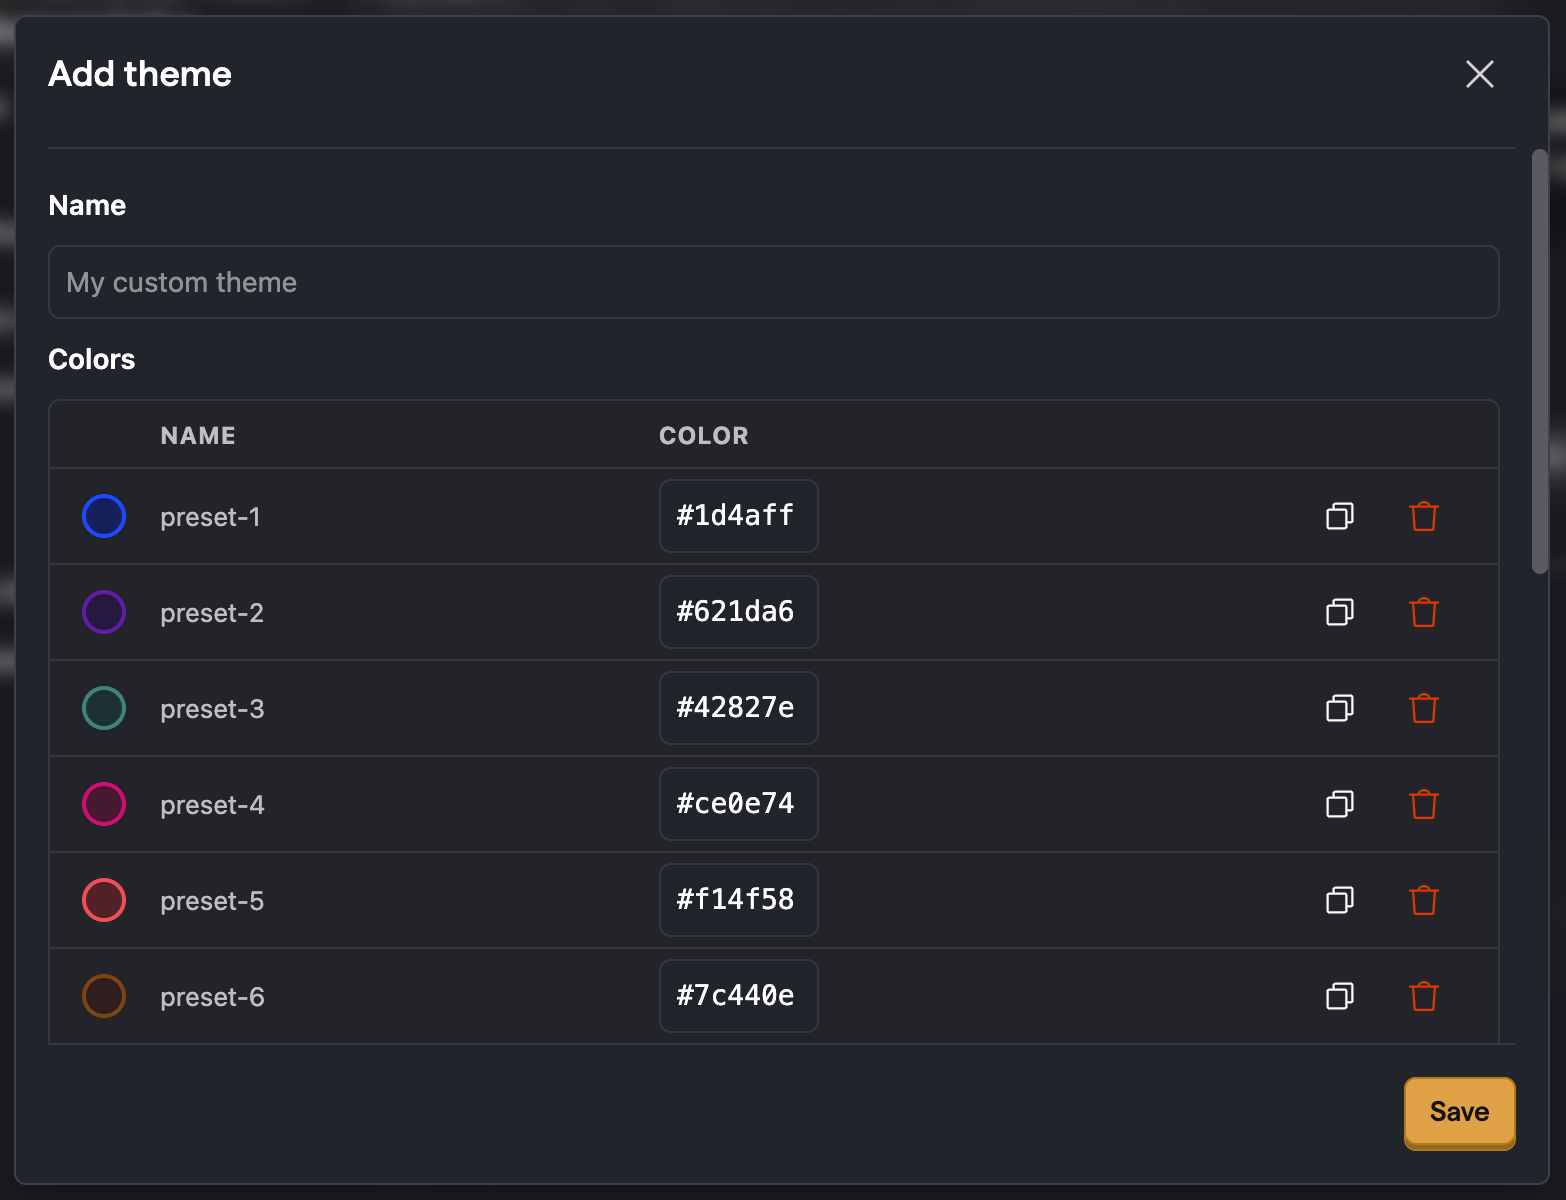 Add theme
Name
My custom theme
Colors
NAME COLOR
preset-1 #1d4aff
preset-2 #621da6
preset-3 #42827e
preset-4 #ce0e74
preset-5 #f14f58
preset-6 #7c440e
Save